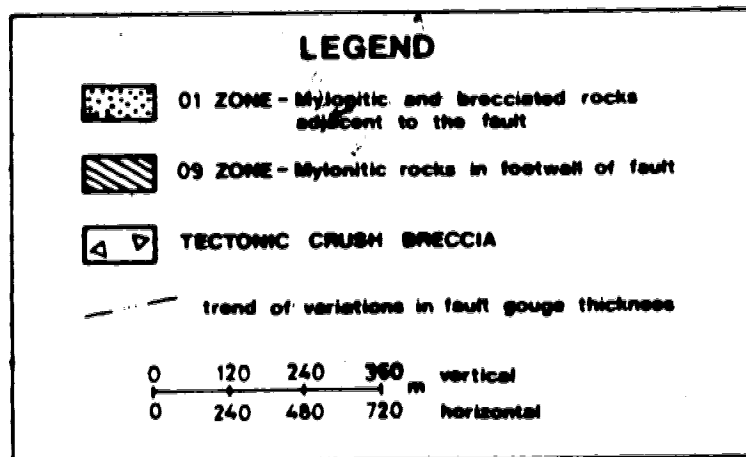 LEGEND
01 ZONE - Mylonitic and brecciated rocks
adjacent to the fault
09 ZONE - Mylonitic rocks in footwall of fault
TECTONIC CRUSH BRECCIA
trend of variations in fault gouge thickness
0 120 240 360 m vertical
0 240 480 720 horizontal